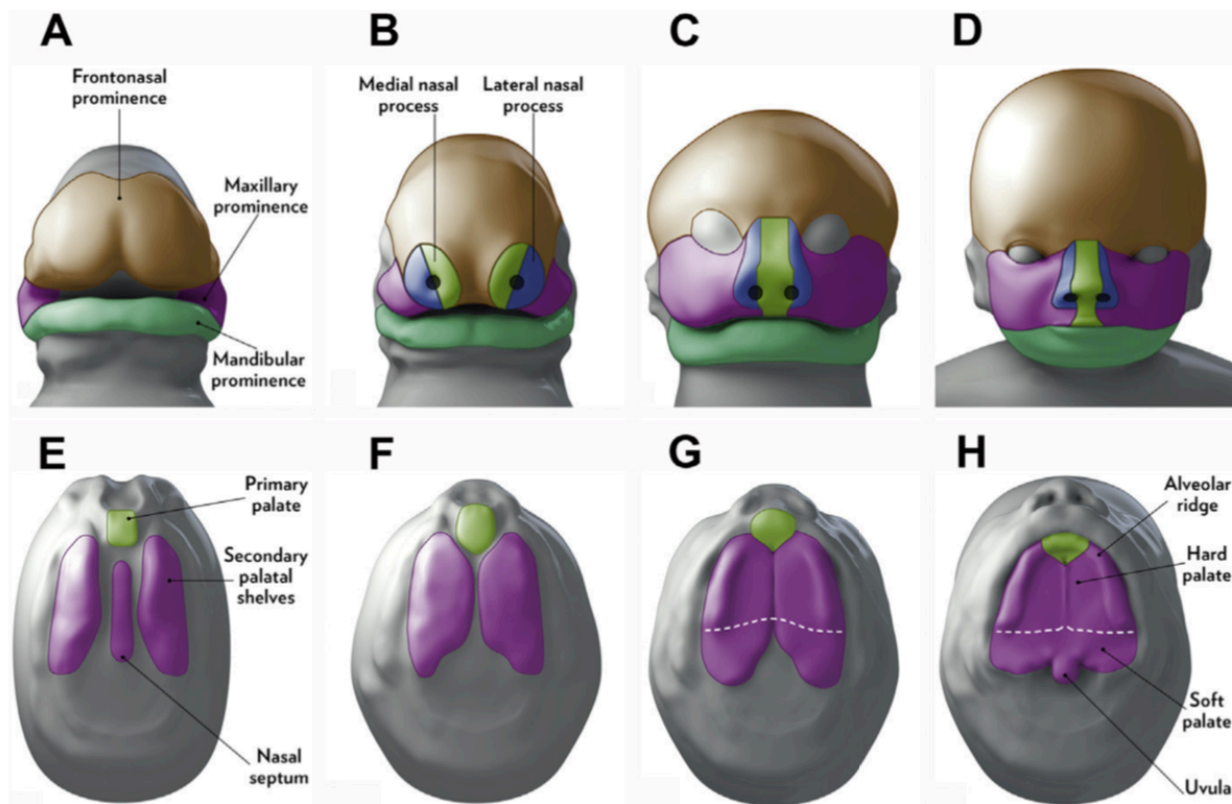 A
B
C
D
Frontonasal
prominence
Maxillary
prominence
Mandibular
prominence
Medial nasal
process
Lateral nasal
process
E
F
G
H
Primary
palate
Secondary
palatal
shelves
Nasal
septum
Alveolar
ridge
Hard
palate
Soft
palate
Uvula